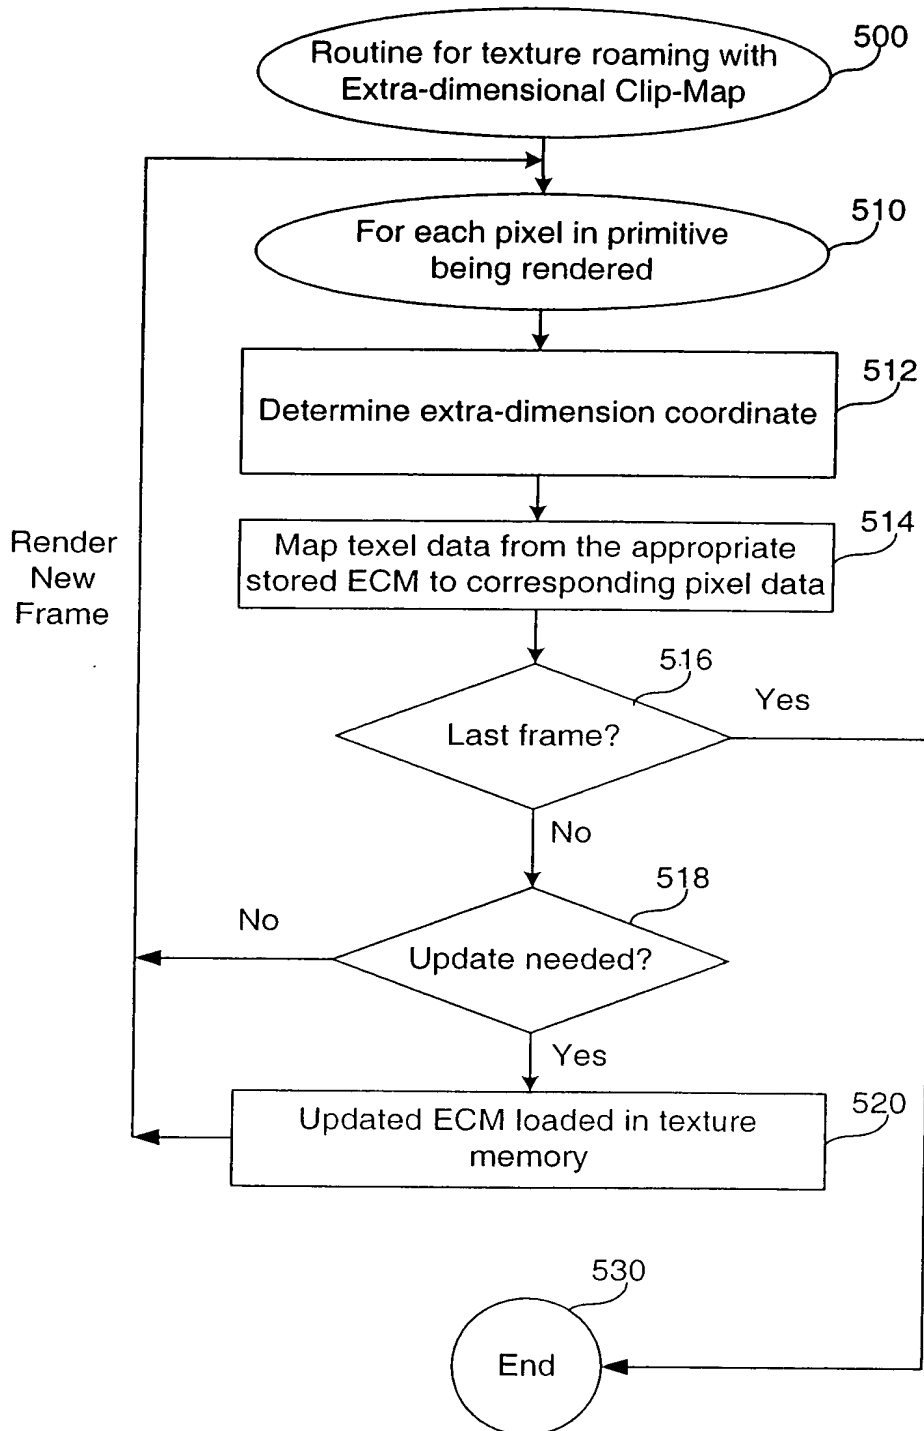 Routine for texture roaming with
Extra-dimensional Clip-Map
500
For each pixel in primitive
being rendered
510
Determine extra-dimension coordinate
512
Map texel data from the appropriate
stored ECM to corresponding pixel data
514
Render
New
Frame
Last frame?
516
Yes
No
Update needed?
518
No
Yes
Updated ECM loaded in texture
memory
520
End
530